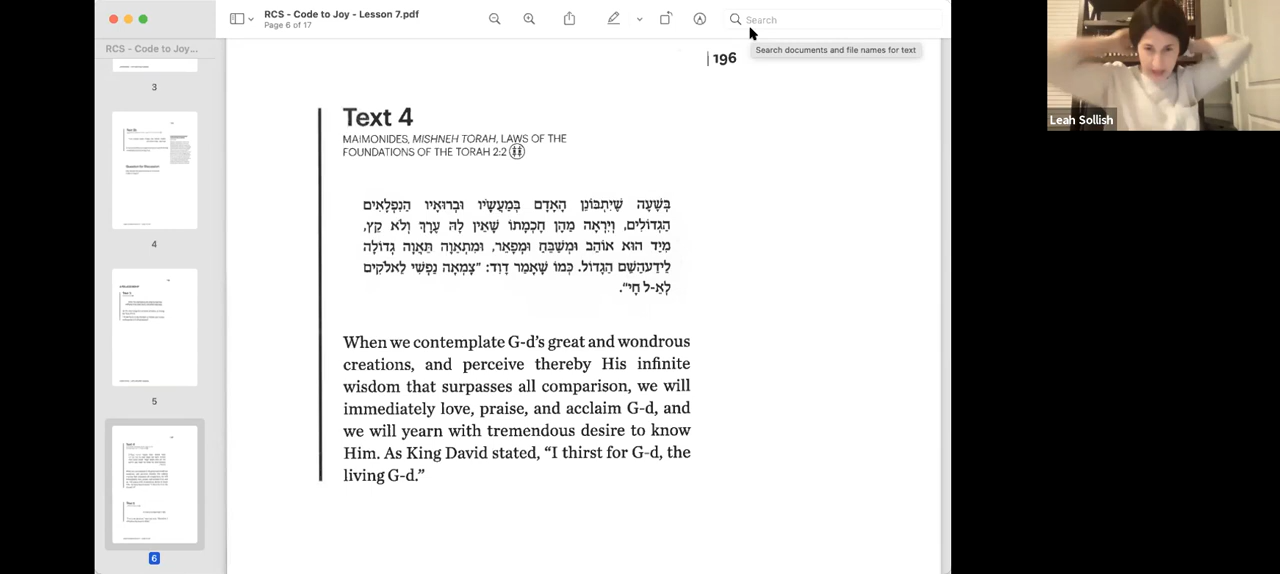 RCS - Code to Joy - Lesson 7.pdf
Page 6 of 17
Search
Search documents and file names for text
RCS - Code to Joy...
3
4
5
6
196
Text 4
MAIMONIDES, MISHNEH TORAH, LAWS OF THE
FOUNDATIONS OF THE TORAH 2:2
בְּשָׁעָה שֶׁיִתְבּוֹנֵן הָאָדָם בְּמַעֲשָׂיו וּבְרוּאָיו הַנִפְלָאִים
הַגְדוֹלִים, וְיִרְאֶה מֵהֶן חָכְמָתוֹ שֶׁאֵין לָהּ עֵרֶךְ וְלֹא קֵץ,
מִיָד הוּא אוֹהֵב וּמְשַׁבֵּחַ וּמְפָאֵר, וּמִתְאַוֶה תַּאֲוָה גְדוֹלָה
לֵידַעהַשֵׁם הַגָדוֹל. כְּמוֹ שֶׁאָמַר דָוִד: "צָמְאָה נַפְשִׁי לֵאלֹקִים
לְאֵ-ל חָי".
When we contemplate G-d's great and wondrous
creations, and perceive thereby His infinite
wisdom that surpasses all comparison, we will
immediately love, praise, and acclaim G-d, and
we will yearn with tremendous desire to know
Him. As King David stated, “I thirst for G-d, the
living G-d.”
Leah Sollish